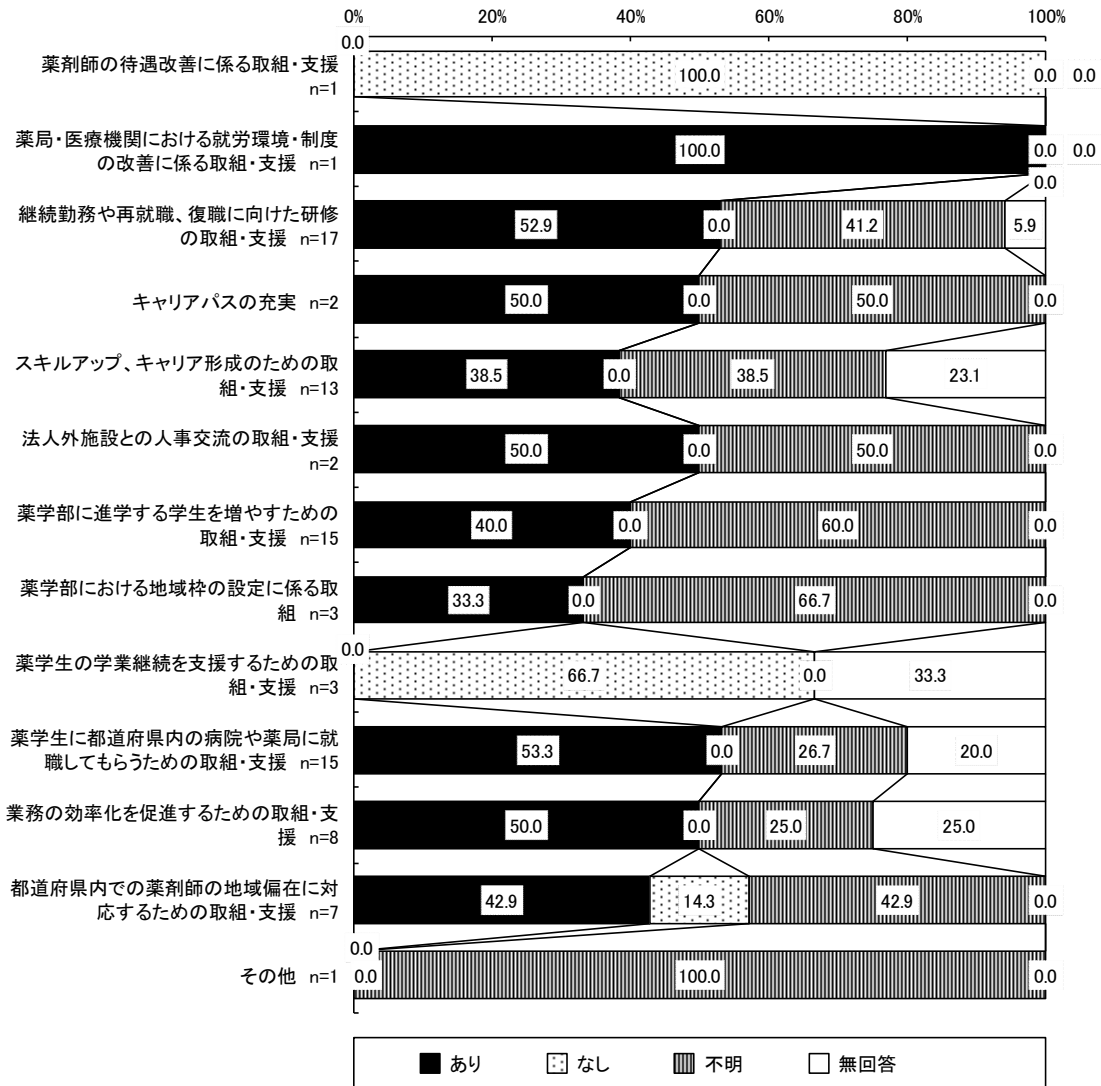 0% 20% 40% 60% 80% 100%
0.0
薬剤師の待遇改善に係る取組・支援
n=1
100.0 0.0 0.0
薬局・医療機関における就労環境・制度
の改善に係る取組・支援 n=1
100.0 0.0 0.0
0.0
継続勤務や再就職、復職に向けた研修
の取組・支援 n=17
52.9 0.0 41.2 5.9
キャリアパスの充実 n=2
50.0 0.0 50.0 0.0
スキルアップ、キャリア形成のための取
組・支援 n=13
38.5 0.0 38.5 23.1
法人外施設との人事交流の取組・支援
n=2
50.0 0.0 50.0 0.0
薬学部に進学する学生を増やすための
取組・支援 n=15
40.0 0.0 60.0 0.0
薬学部における地域枠の設定に係る取
組 n=3
33.3 0.0 66.7 0.0
0.0
薬学生の学業継続を支援するための取
組・支援 n=3
66.7 0.0 33.3
薬学生に都道府県内の病院や薬局に就
職してもらうための取組・支援 n=15
53.3 0.0 26.7 20.0
業務の効率化を促進するための取組・支
援 n=8
50.0 0.0 25.0 25.0
都道府県内での薬剤師の地域偏在に対
応するための取組・支援 n=7
42.9 14.3 42.9 0.0
0.0
その他 n=1
0.0 100.0 0.0
あり なし 不明 無回答